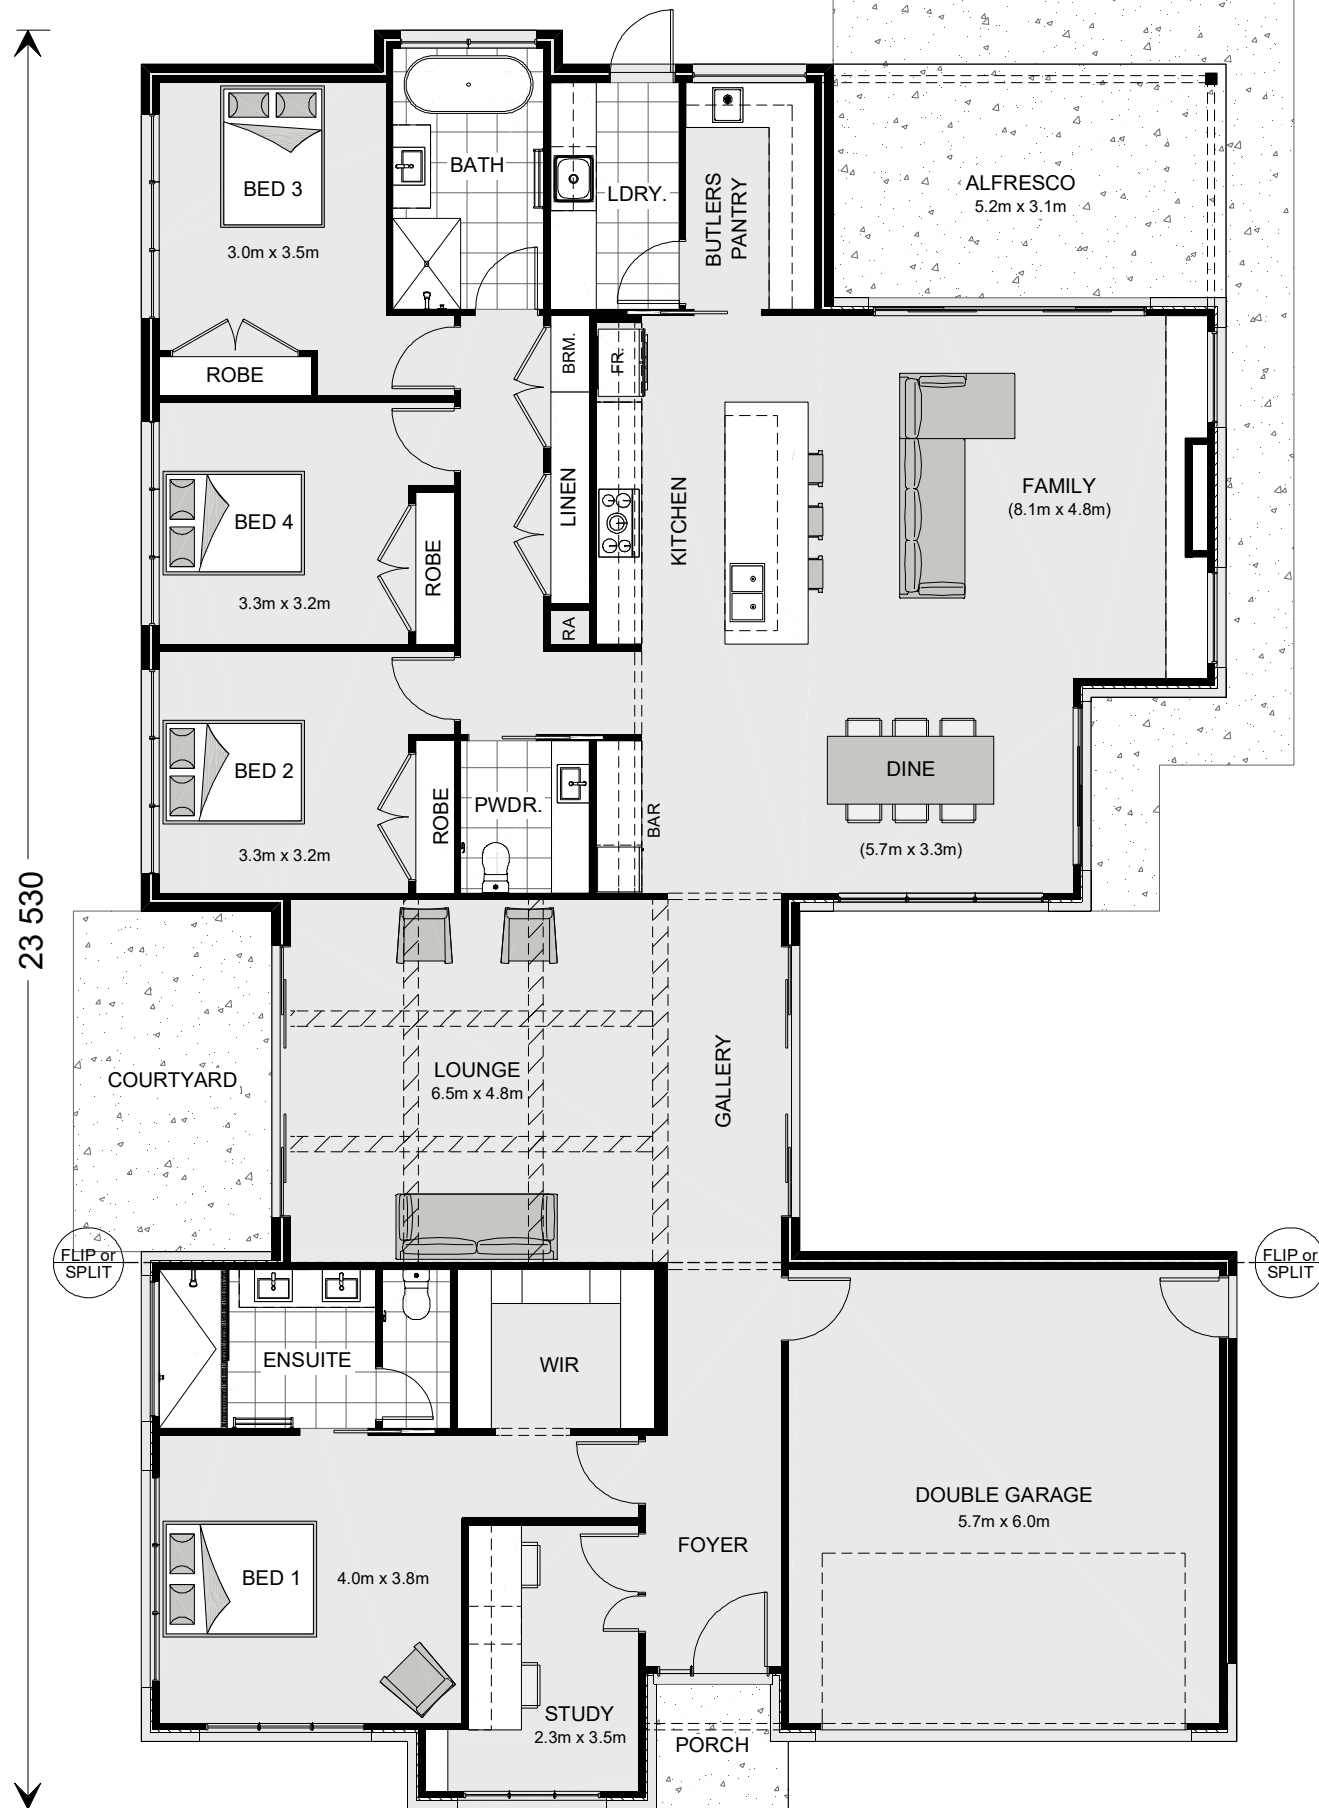 BATH
BED 3
3.0m x 3.5m
LDRY.
BUTLERS
PANTRY
ALFRESCO
5.2m x 3.1m
ROBE
BRM.
FR.
BED 4
3.3m x 3.2m
ROBE
LINEN
RA
KITCHEN
FAMILY
(8.1m x 4.8m)
BED 2
3.3m x 3.2m
ROBE
PWDR.
BAR
DINE
(5.7m x 3.3m)
23 530
COURTYARD
LOUNGE
6.5m x 4.8m
GALLERY
FLIP or
SPLIT
FLIP or
SPLIT
ENSUITE
WIR
DOUBLE GARAGE
5.7m x 6.0m
FOYER
BED 1
4.0m x 3.8m
STUDY
2.3m x 3.5m
PORCH